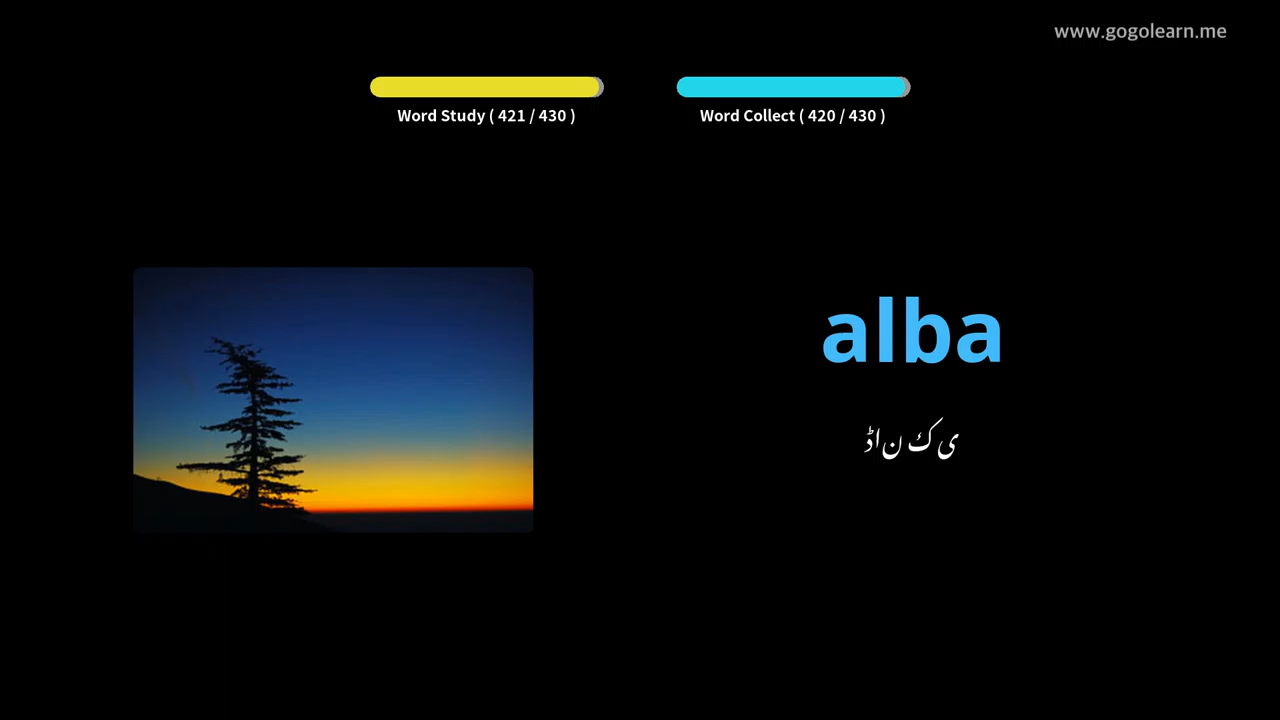 www.gogolearn.me
Word Study ( 421 / 430 )
Word Collect ( 420 / 430 )
alba
ی ک ن اڈ